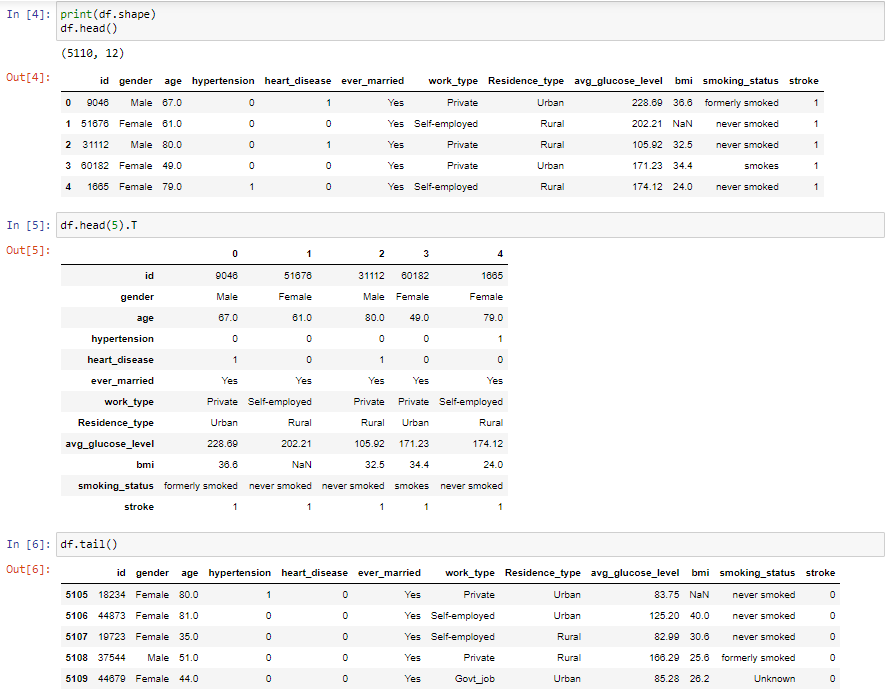 In [4]: print(df.shape)
df.head()
(5110, 12)
Out[4]:
id gender age hypertension heart_disease ever_married work_type Residence_type avg_glucose_level bmi smoking_status stroke
0 9046 Male 67.0 0 1 Yes Private Urban 228.69 36.6 formerly smoked 1
1 51676 Female 61.0 0 0 Yes Self-employed Rural 202.21 NaN never smoked 1
2 31112 Male 80.0 0 1 Yes Private Rural 105.92 32.5 never smoked 1
3 60182 Female 49.0 0 0 Yes Private Urban 171.23 34.4 smokes 1
4 1665 Female 79.0 1 0 Yes Self-employed Rural 174.12 24.0 never smoked 1
In [5]: df.head(5).T
Out[5]:
0 1 2 3 4
id 9046 51676 31112 60182 1665
gender Male Female Male Female Female
age 67.0 61.0 80.0 49.0 79.0
hypertension 0 0 0 0 1
heart_disease 1 0 1 0 0
ever_married Yes Yes Yes Yes Yes
work_type Private Self-employed Private Private Self-employed
Residence_type Urban Rural Rural Urban Rural
avg_glucose_level 228.69 202.21 105.92 171.23 174.12
bmi 36.6 NaN 32.5 34.4 24.0
smoking_status formerly smoked never smoked never smoked smokes never smoked
stroke 1 1 1 1 1
In [6]: df.tail()
Out[6]:
id gender age hypertension heart_disease ever_married work_type Residence_type avg_glucose_level bmi smoking_status stroke
5105 18234 Female 80.0 1 0 Yes Private Urban 83.75 NaN never smoked 0
5106 44873 Female 81.0 0 0 Yes Self-employed Urban 125.20 40.0 never smoked 0
5107 19723 Female 35.0 0 0 Yes Self-employed Rural 82.99 30.6 never smoked 0
5108 37544 Male 51.0 0 0 Yes Private Rural 166.29 25.6 formerly smoked 0
5109 44679 Female 44.0 0 0 Yes Govt_job Urban 85.28 26.2 Unknown 0